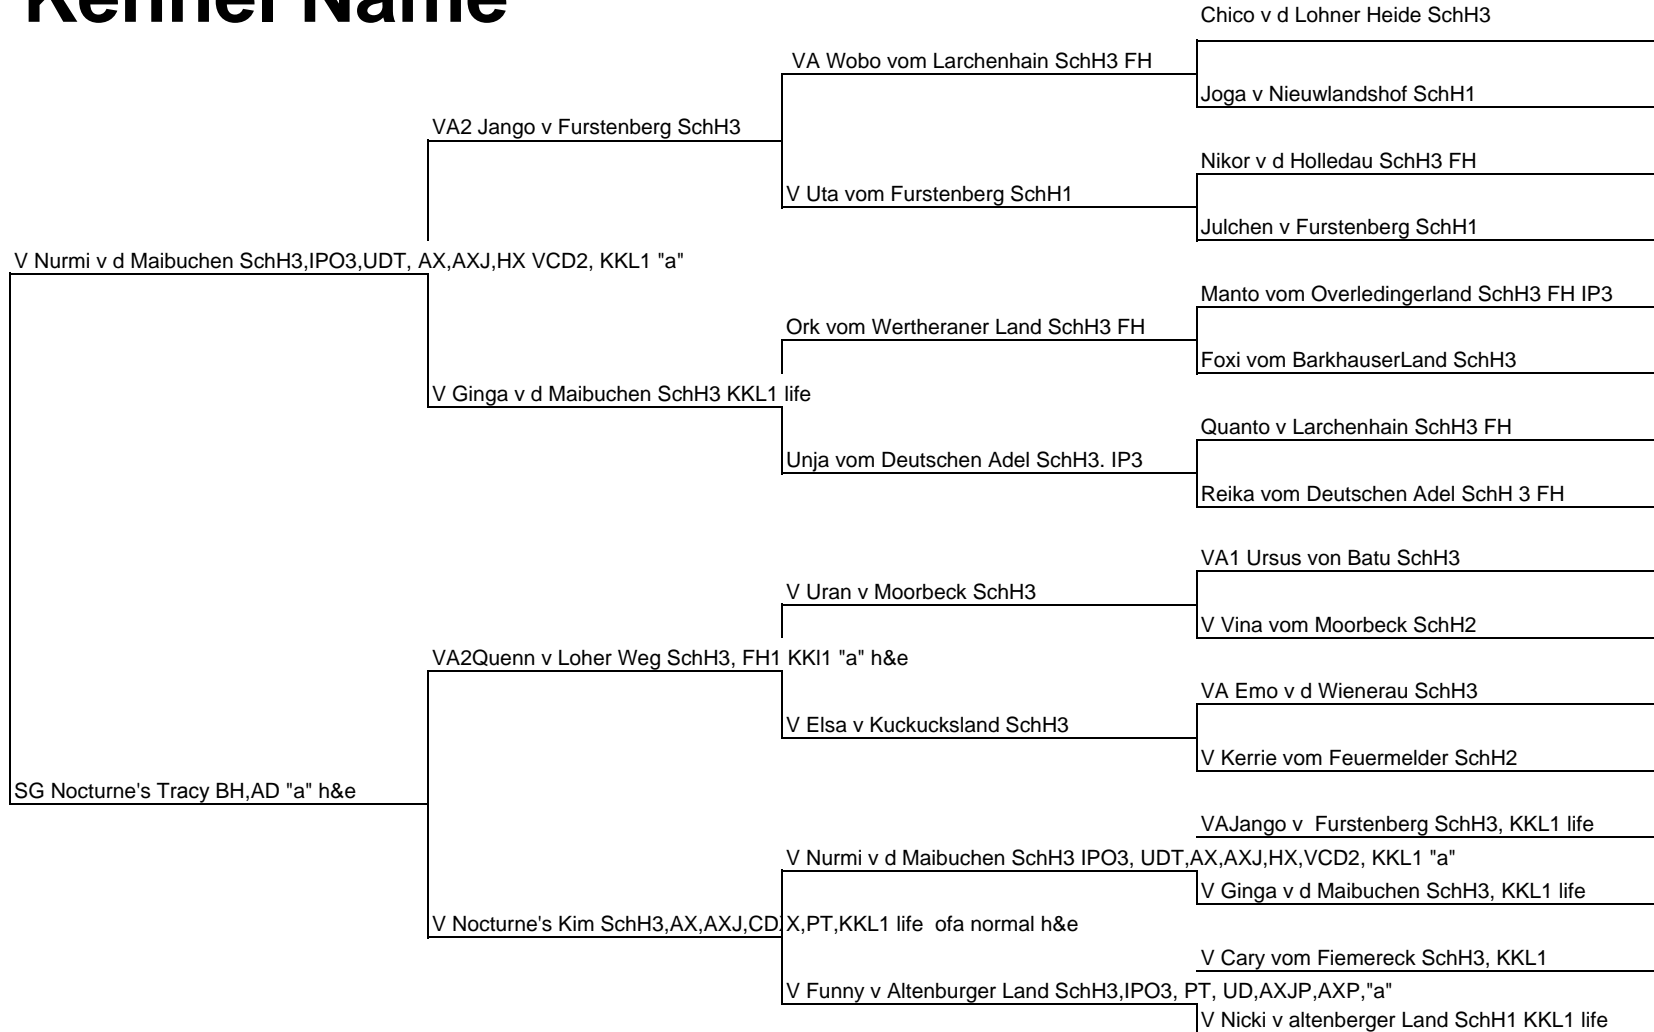 Kennel Name
Chico v d Lohner Heide SchH3
VA Wobo vom Larchenhain SchH3 FH
Joga v Nieuwlandshof SchH1
VA2 Jango v Furstenberg SchH3
Nikor v d Holledau SchH3 FH
V Uta vom Furstenberg SchH1
Julchen v Furstenberg SchH1
V Nurmi v d Maibuchen SchH3,IPO3,UDT, AX,AXJ,HX VCD2, KKL1 "a"
Manto vom Overledingerland SchH3 FH IP3
Ork vom Wertheraner Land SchH3 FH
Foxi vom BarkhauserLand SchH3
V Ginga v d Maibuchen SchH3 KKL1 life
Quanto v Larchenhain SchH3 FH
Unja vom Deutschen Adel SchH3. IP3
Reika vom Deutschen Adel SchH 3 FH
VA1 Ursus von Batu SchH3
V Uran v Moorbeck SchH3
V Vina vom Moorbeck SchH2
VA2Quenn v Loher Weg SchH3, FH1 KKl1 "a" h&e
VA Emo v d Wienerau SchH3
V Elsa v Kuckucksland SchH3
V Kerrie vom Feuermelder SchH2
SG Nocturne's Tracy BH,AD "a" h&e
VAJango v  Furstenberg SchH3, KKL1 life
V Nurmi v d Maibuchen SchH3 IPO3, UDT,AX,AXJ,HX,VCD2, KKL1 "a"
V Ginga v d Maibuchen SchH3, KKL1 life
V Nocturne's Kim SchH3,AX,AXJ,CDX,PT,KKL1 life  ofa normal h&e
V Cary vom Fiemereck SchH3, KKL1
V Funny v Altenburger Land SchH3,IPO3, PT, UD,AXJP,AXP,"a"
V Nicki v altenberger Land SchH1 KKL1 life